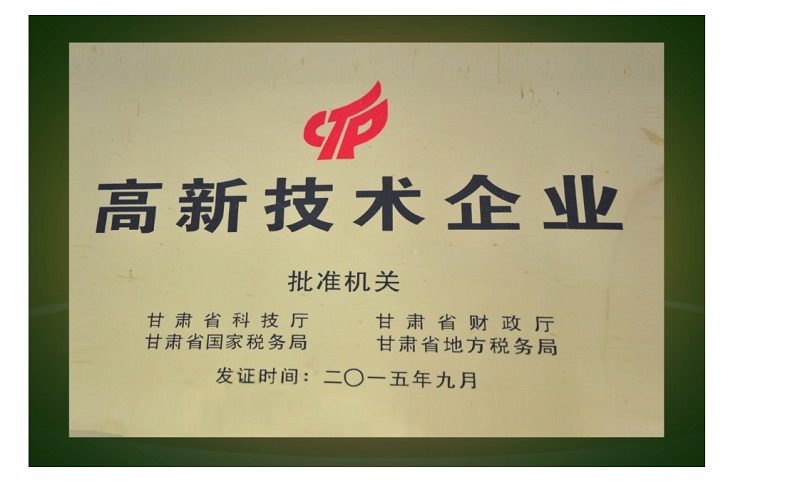 CTP
高新技术企业
批准机关
甘肃省科技厅 甘肃省财政厅
甘肃省国家税务局 甘肃省地方税务局
发证时间：二〇一五年九月